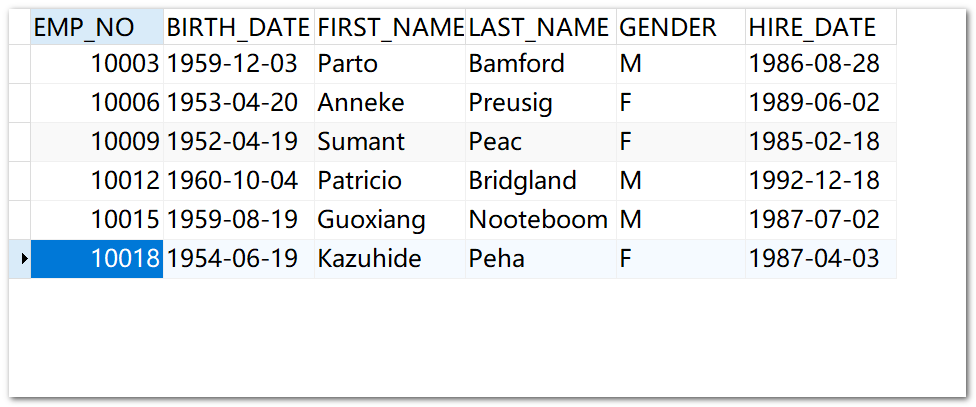 EMP_NO BIRTH_DATE FIRST_NAME LAST_NAME GENDER HIRE_DATE
10003 1959-12-03 Parto Bamford M 1986-08-28
10006 1953-04-20 Anneke Preusig F 1989-06-02
10009 1952-04-19 Sumant Peac F 1985-02-18
10012 1960-10-04 Patricio Bridgland M 1992-12-18
10015 1959-08-19 Guoxiang Nooteboom M 1987-07-02
10018 1954-06-19 Kazuhide Peha F 1987-04-03